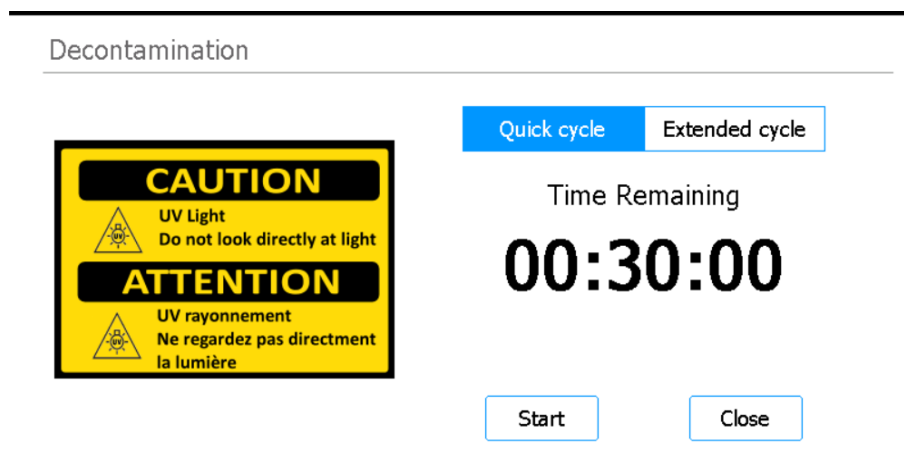 Decontamination
CAUTION
UV Light
Do not look directly at light
ATTENTION
UV rayonnement
Ne regardez pas directment
la lumière
Quick cycle
Extended cycle
Time Remaining
00:30:00
Start
Close